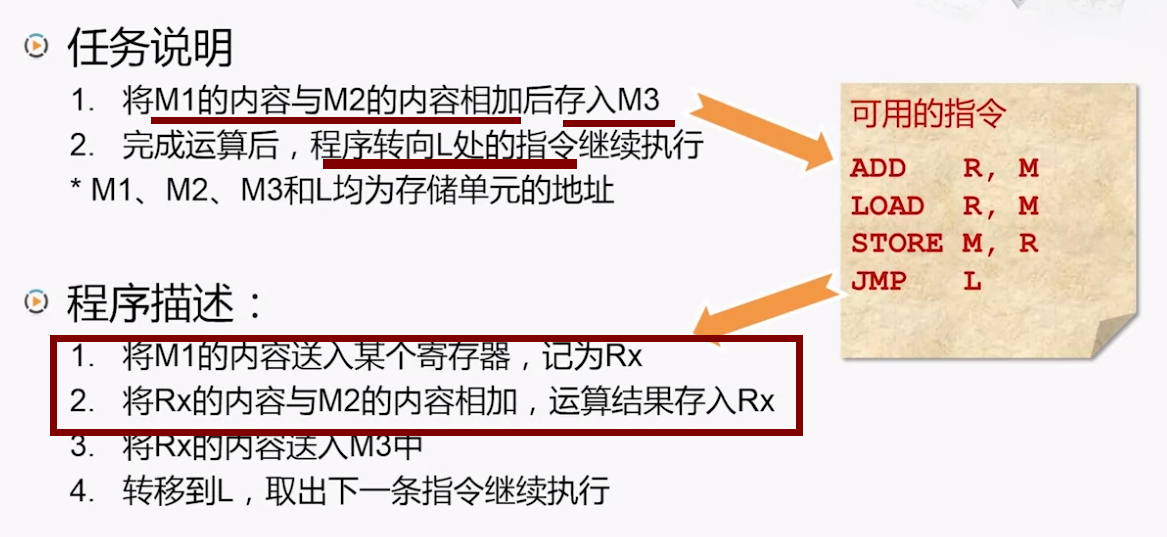 任务说明
1. 将M1的内容与M2的内容相加后存入M3
2. 完成运算后，程序转向L处的指令继续执行
* M1、M2、M3和L均为存储单元的地址
可用的指令
ADD R, M
LOAD R, M
STORE M, R
JMP L
程序描述：
1. 将M1的内容送入某个寄存器，记为Rx
2. 将Rx的内容与M2的内容相加，运算结果存入Rx
3. 将Rx的内容送入M3中
4. 转移到L，取出下一条指令继续执行